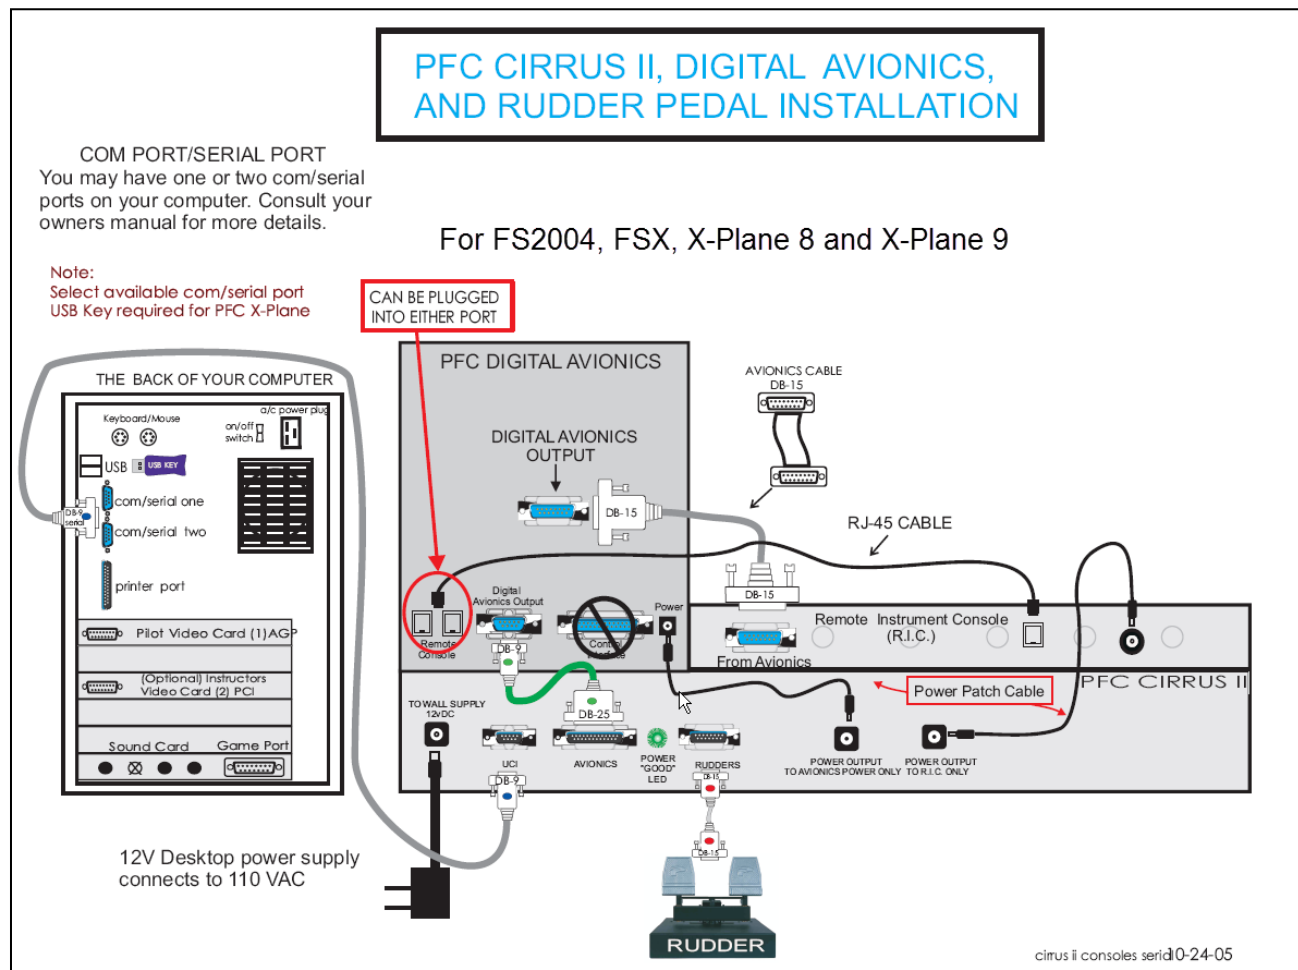 PFC CIRRUS II, DIGITAL AVIONICS,
AND RUDDER PEDAL INSTALLATION
COM PORT/SERIAL PORT
You may have one or two com/serial
ports on your computer. Consult your
owners manual for more details.
For FS2004, FSX, X-Plane 8 and X-Plane 9
Note:
Select available com/serial port
USB Key required for PFC X-Plane
CAN BE PLUGGED
INTO EITHER PORT
THE BACK OF YOUR COMPUTER
Keyboard/Mouse
a/c power plug
on/off
switch
USB
USB KEY
com/serial one
DB-9
serial
com/serial two
printer port
Pilot Video Card (1)AGP
(Optional) Instructors
Video Card (2) PCI
Sound Card
Game Port
PFC DIGITAL AVIONICS
DIGITAL AVIONICS
OUTPUT
DB-15
AVIONICS CABLE
DB-15
RJ-45 CABLE
Digital
Avionics Output
Power
Remote
Console
Control
Interface
DB-9
DB-15
Remote Instrument Console
(R.I.C.)
From Avionics
Power Patch Cable
PFC CIRRUS II
TO WALL SUPPLY
12vDC
DB-25
UCI
AVIONICS
POWER
"GOOD"
LED
RUDDERS
POWER OUTPUT
TO AVIONICS POWER ONLY
POWER OUTPUT
TO R.I.C. ONLY
DB-9
DB-15
DB-15
12V Desktop power supply
connects to 110 VAC
RUDDER
cirrus ii consoles serial10-24-05